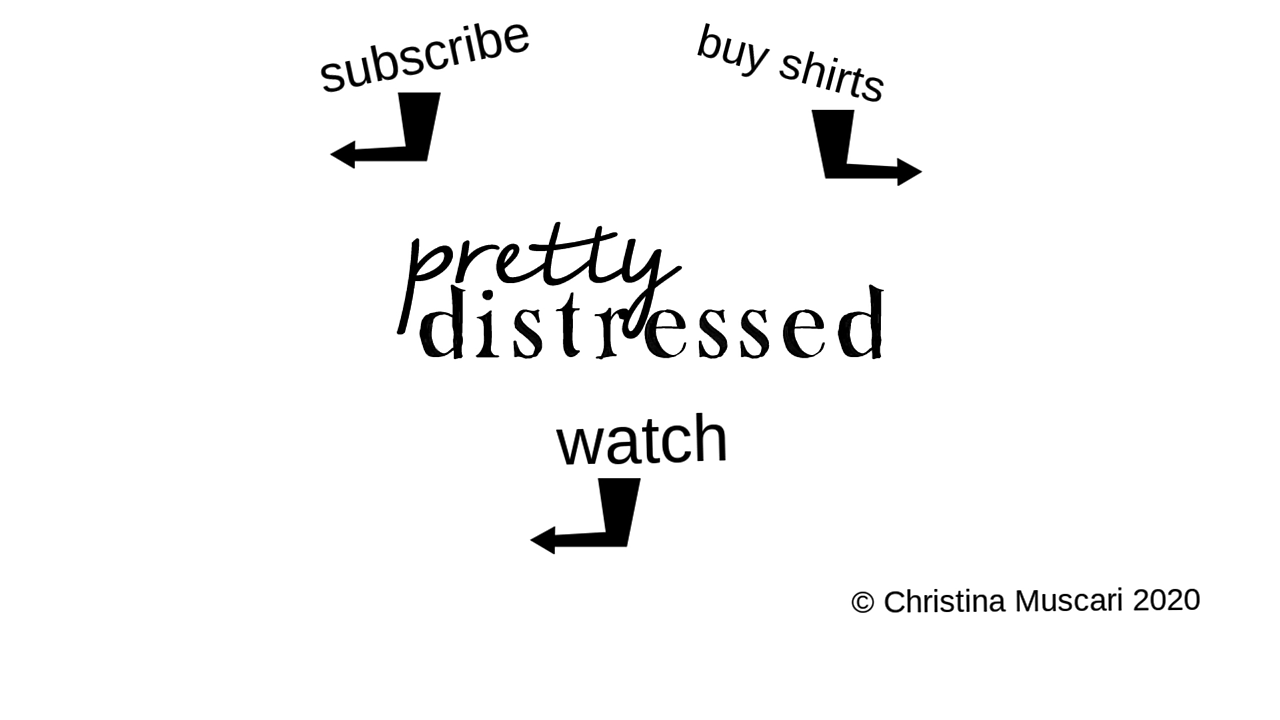 subscribe
buy shirts
pretty
distressed
watch
© Christina Muscari 2020